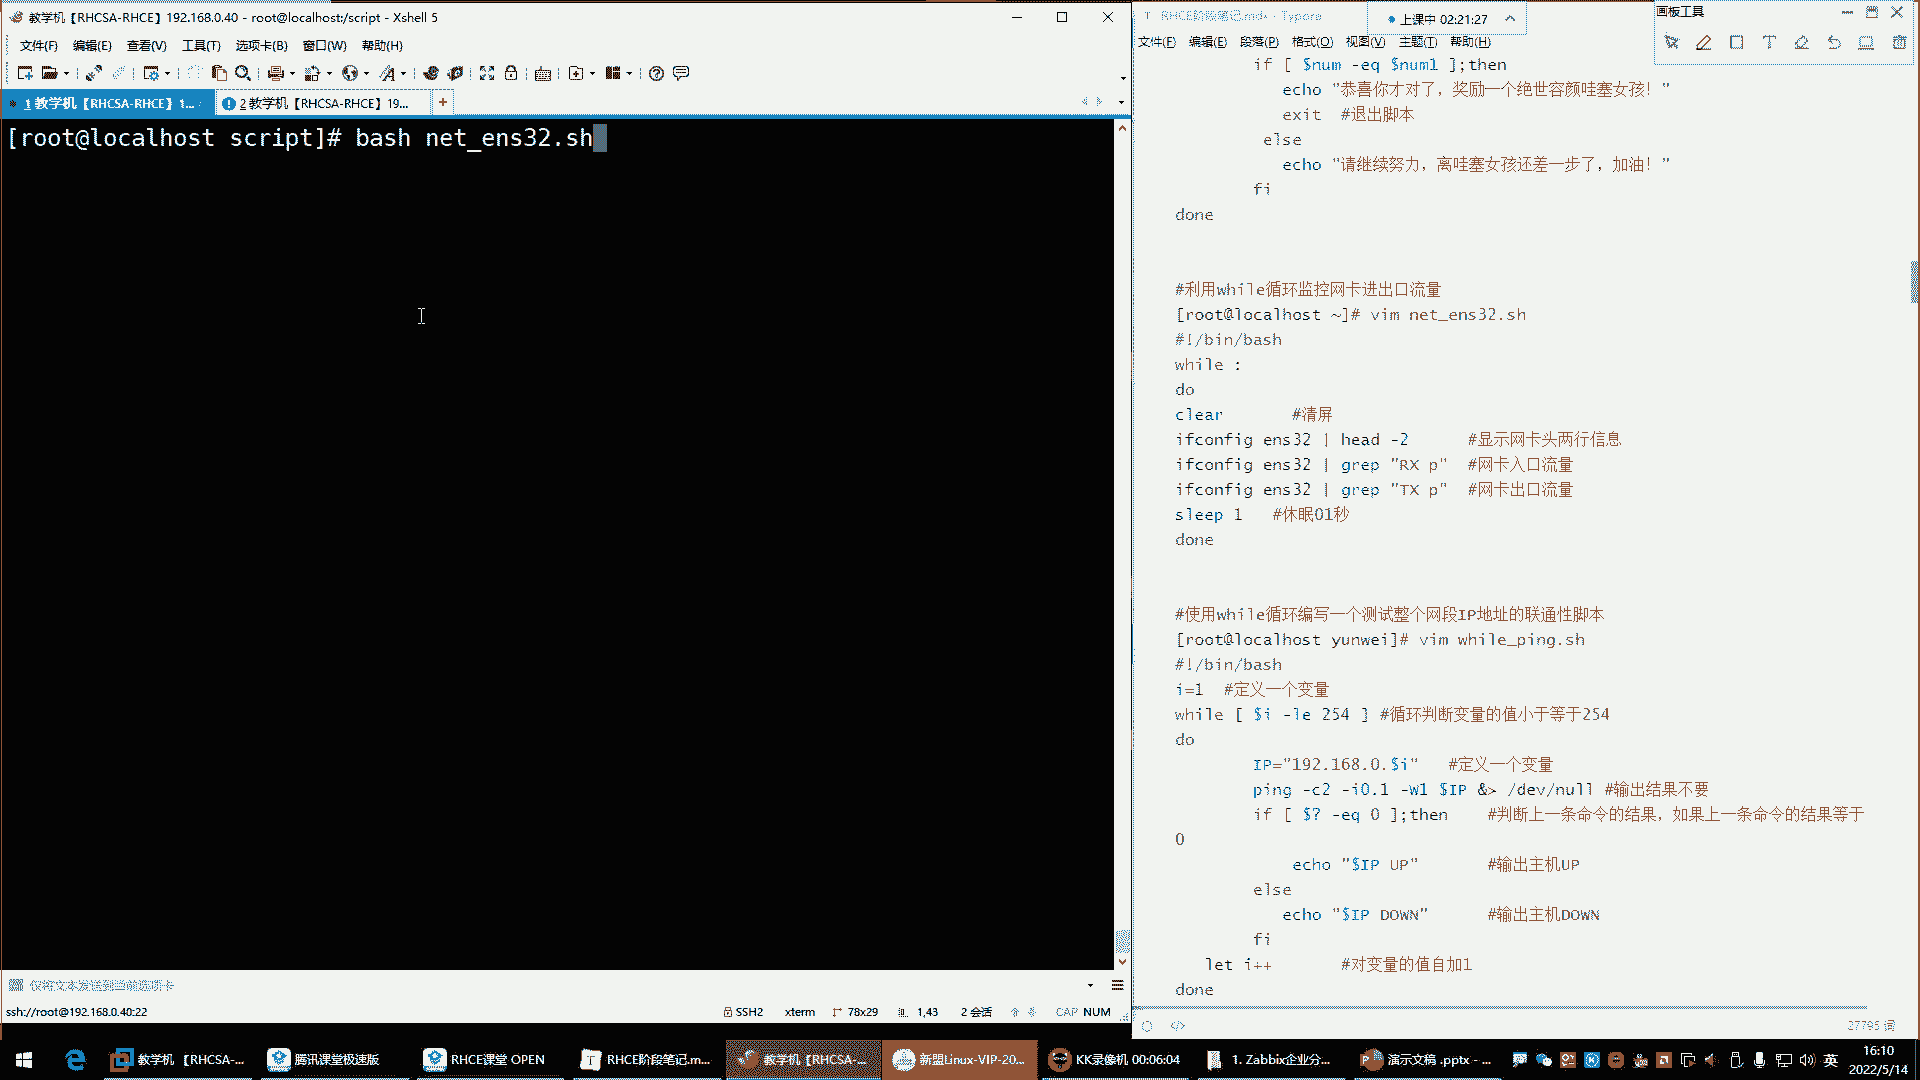 教学机【RHCSA-RHCE】192.168.0.40 - root@localhost:/script - Xshell 5
文件(F) 编辑(E) 查看(V) 工具(T) 选项卡(B) 窗口(W) 帮助(H)
1 教学机【RHCSA-RHCE】1...
2 教学机【RHCSA-RHCE】19...
[root@localhost script]# bash net_ens32.sh
仅将文本发送到当前选项卡
ssh://root@192.168.0.40:22
SSH2 xterm 78x29 1,43 2 会话 CAP NUM
RHCE阶段笔记.md• - Typora
上课中 02:21:27
画板工具
文件(F) 编辑(E) 段落(P) 格式(O) 视图(V) 主题(T) 帮助(H)
if [ $num -eq $num1 ];then
echo "恭喜你才对了，奖励一个绝世容颜哇塞女孩！"
exit #退出脚本
else
echo "请继续努力，离哇塞女孩还差一步了，加油！"
fi
done
#利用while循环监控网卡进出口流量
[root@localhost ~]# vim net_ens32.sh
#!/bin/bash
while :
do
clear #清屏
ifconfig ens32 | head -2 #显示网卡头两行信息
ifconfig ens32 | grep "RX p" #网卡入口流量
ifconfig ens32 | grep "TX p" #网卡出口流量
sleep 1 #休眠01秒
done
#使用while循环编写一个测试整个网段IP地址的联通性脚本
[root@localhost yunwei]# vim while_ping.sh
#!/bin/bash
i=1 #定义一个变量
while [ $i -le 254 ] #循环判断变量的值小于等于254
do
IP="192.168.0.$i" #定义一个变量
ping -c2 -i0.1 -W1 $IP &> /dev/null #输出结果不要
if [ $? -eq 0 ];then #判断上一条命令的结果，如果上一条命令的结果等于
0
echo "$IP UP" #输出主机UP
else
echo "$IP DOWN" #输出主机DOWN
fi
let i++ #对变量的值自加1
done
27795 词
教学机 【RHCSA-...
腾讯课堂极速版
RHCE课堂 OPEN
RHCE阶段笔记.m...
教学机【RHCSA-...
新盟Linux-VIP-20...
KK录像机 00:06:04
1. Zabbix企业分...
演示文稿 .pptx - ...
英
16:10
2022/5/14